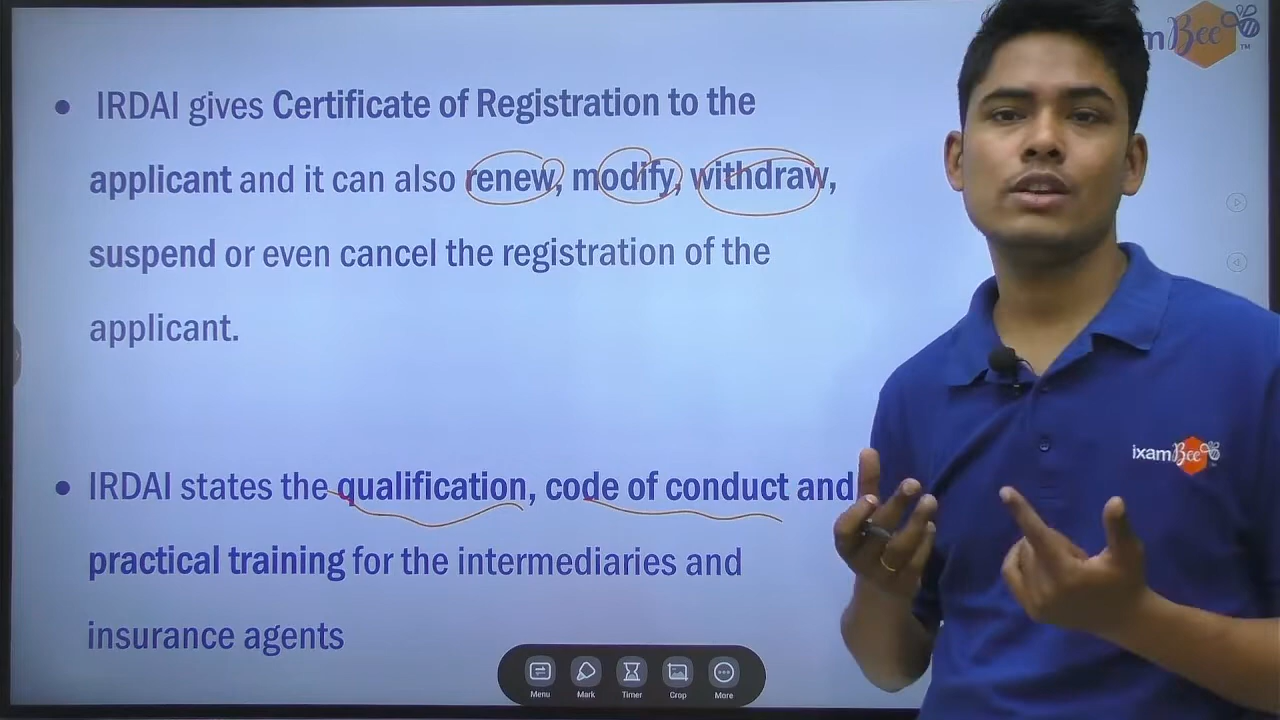 mBee
TM
• IRDAI gives Certificate of Registration to the
applicant and it can also renew, modify, withdraw,
suspend or even cancel the registration of the
applicant.
• IRDAI states the qualification, code of conduct and
practical training for the intermediaries and
insurance agents
ixamBee
Menu Mark Timer Crop More